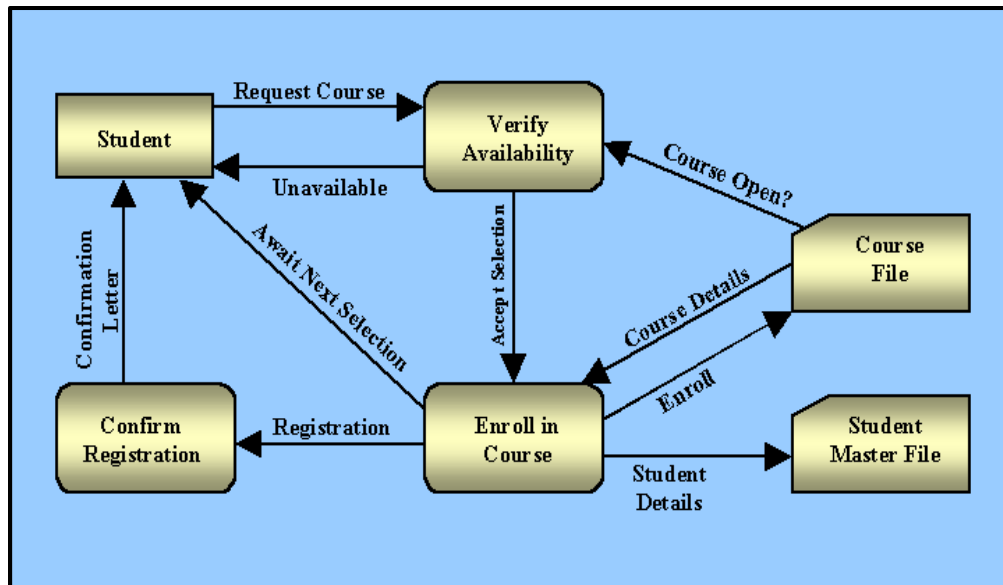 Request Course
Student
Verify
Availability
Unavailable
Course Open?
Course
File
Await Next Selection
Accept Selection
Course Details
Confirmation
Letter
Enroll
Confirm
Registration
Registration
Enroll in
Course
Student
Master File
Student
Details